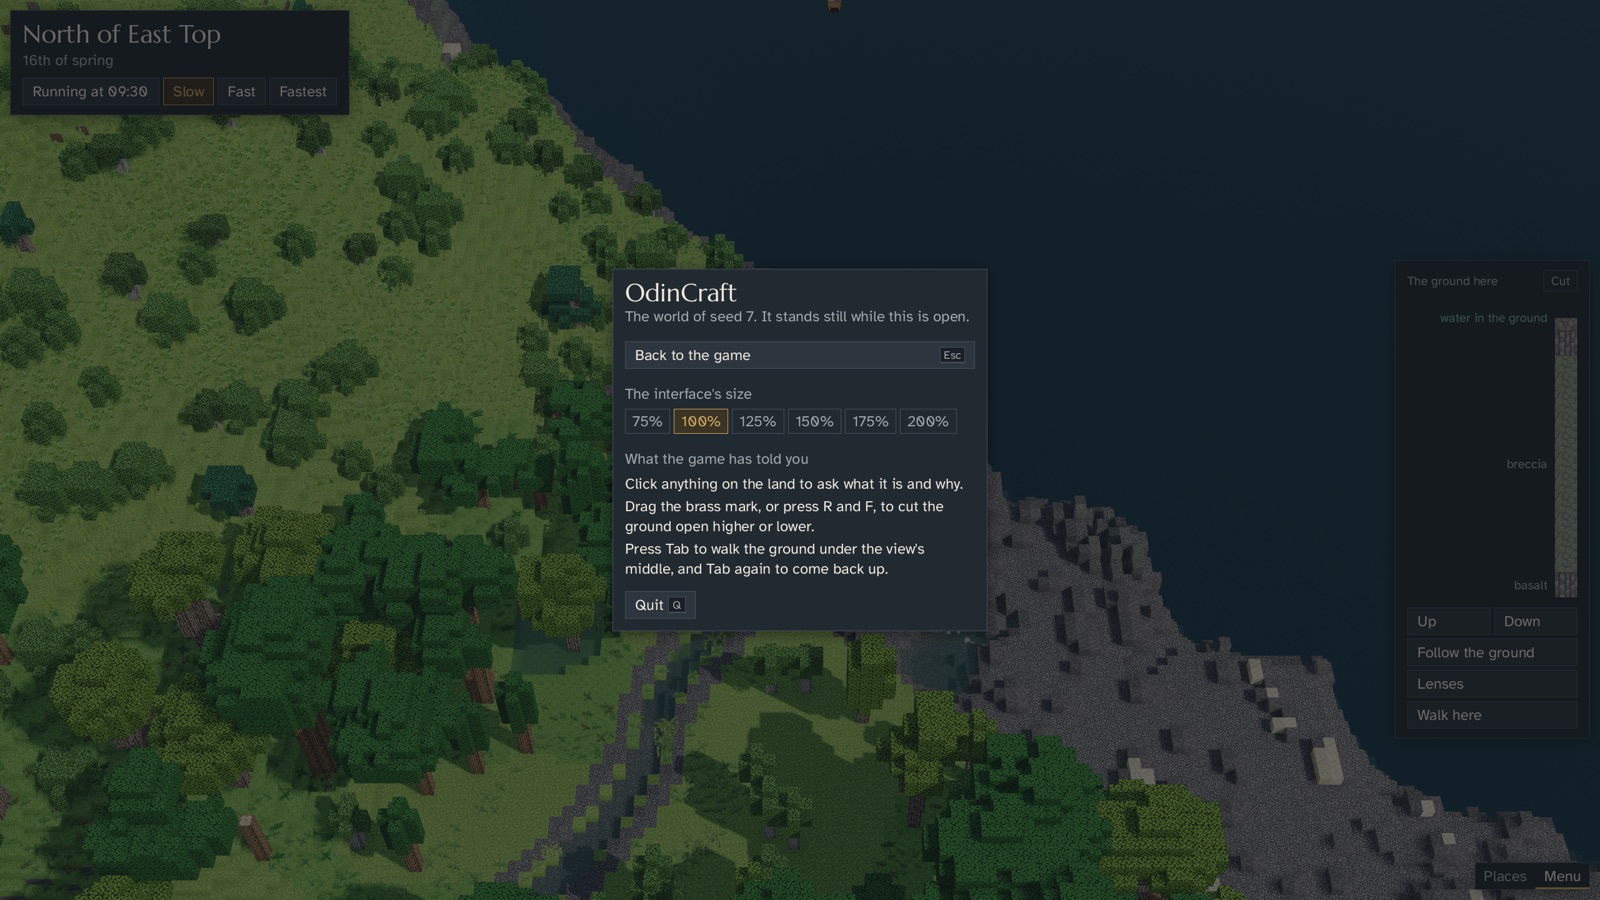 North of East Top
16th of spring
Running at 09:30
Slow
Fast
Fastest
OdinCraft
The world of seed 7. It stands still while this is open.
Back to the game
Esc
The interface's size
75%
100%
125%
150%
175%
200%
What the game has told you
Click anything on the land to ask what it is and why.
Drag the brass mark, or press R and F, to cut the
ground open higher or lower.
Press Tab to walk the ground under the view's
middle, and Tab again to come back up.
Quit
Q
The ground here
Cut
water in the ground
breccia
basalt
Up
Down
Follow the ground
Lenses
Walk here
Places
Menu